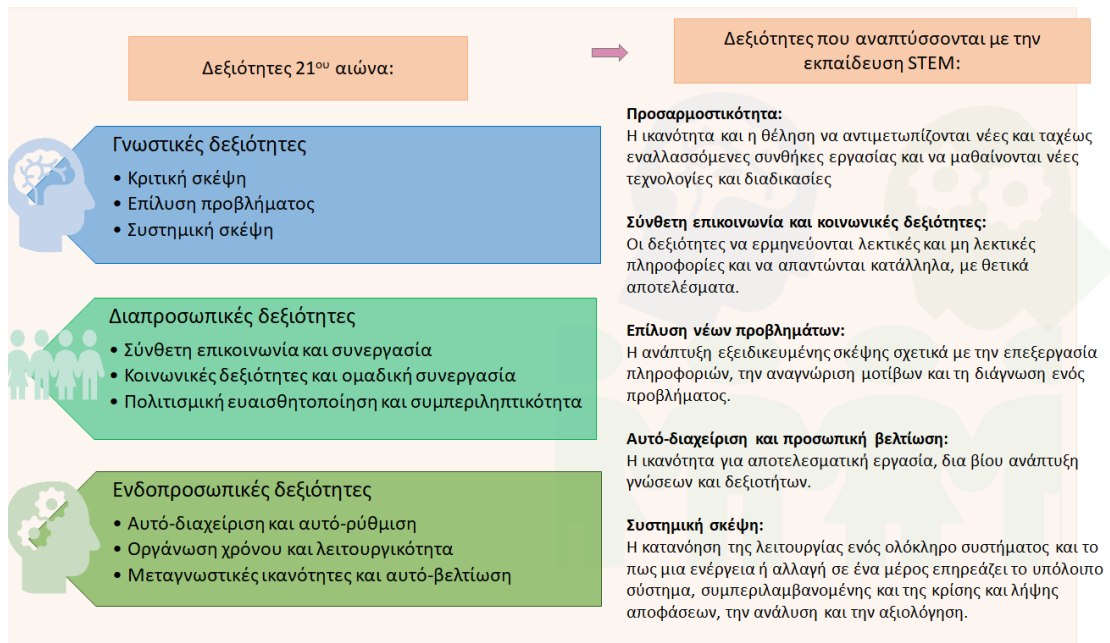 Δεξιότητες 21ου αιώνα:
Γνωστικές δεξιότητες
• Κριτική σκέψη
• Επίλυση προβλήματος
• Συστημική σκέψη
Διαπροσωπικές δεξιότητες
• Σύνθετη επικοινωνία και συνεργασία
• Κοινωνικές δεξιότητες και ομαδική συνεργασία
• Πολιτισμική ευαισθητοποίηση και συμπεριληπτικότητα
Ενδοπροσωπικές δεξιότητες
• Αυτό-διαχείριση και αυτό-ρύθμιση
• Οργάνωση χρόνου και λειτουργικότητα
• Μεταγνωστικές ικανότητες και αυτό-βελτίωση
Δεξιότητες που αναπτύσσονται με την
εκπαίδευση STEM:
Προσαρμοστικότητα:
Η ικανότητα και η θέληση να αντιμετωπίζονται νέες και ταχέως
εναλλασσόμενες συνθήκες εργασίας και να μαθαίνονται νέες
τεχνολογίες και διαδικασίες
Σύνθετη επικοινωνία και κοινωνικές δεξιότητες:
Οι δεξιότητες να ερμηνεύονται λεκτικές και μη λεκτικές
πληροφορίες και να απαντώνται κατάλληλα, με θετικά
αποτελέσματα.
Επίλυση νέων προβλημάτων:
Η ανάπτυξη εξειδικευμένης σκέψης σχετικά με την επεξεργασία
πληροφοριών, την αναγνώριση μοτίβων και τη διάγνωση ενός
προβλήματος.
Αυτό-διαχείριση και προσωπική βελτίωση:
Η ικανότητα για αποτελεσματική εργασία, δια βίου ανάπτυξη
γνώσεων και δεξιοτήτων.
Συστημική σκέψη:
Η κατανόηση της λειτουργίας ενός ολόκληρο συστήματος και το
πως μια ενέργεια ή αλλαγή σε ένα μέρος επηρεάζει το υπόλοιπο
σύστημα, συμπεριλαμβανομένης και της κρίσης και λήψης
αποφάσεων, την ανάλυση και την αξιολόγηση.